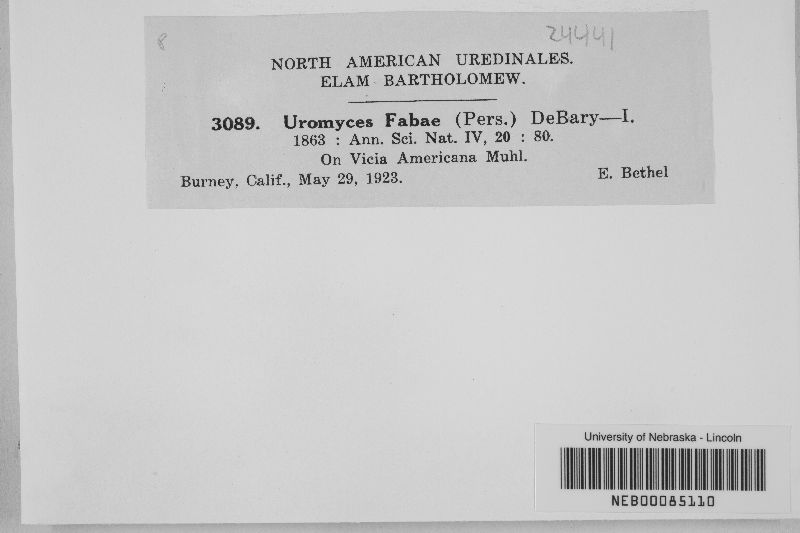 8
24441
NORTH AMERICAN UREDINALES.
ELAM BARTHOLOMEW.
3089. Uromyces Fabae (Pers.) DeBary—I.
1863 : Ann. Sci. Nat. IV, 20 : 80.
On Vicia Americana Muhl.
Burney, Calif., May 29, 1923. E. Bethel
University of Nebraska - Lincoln
NEB00085110